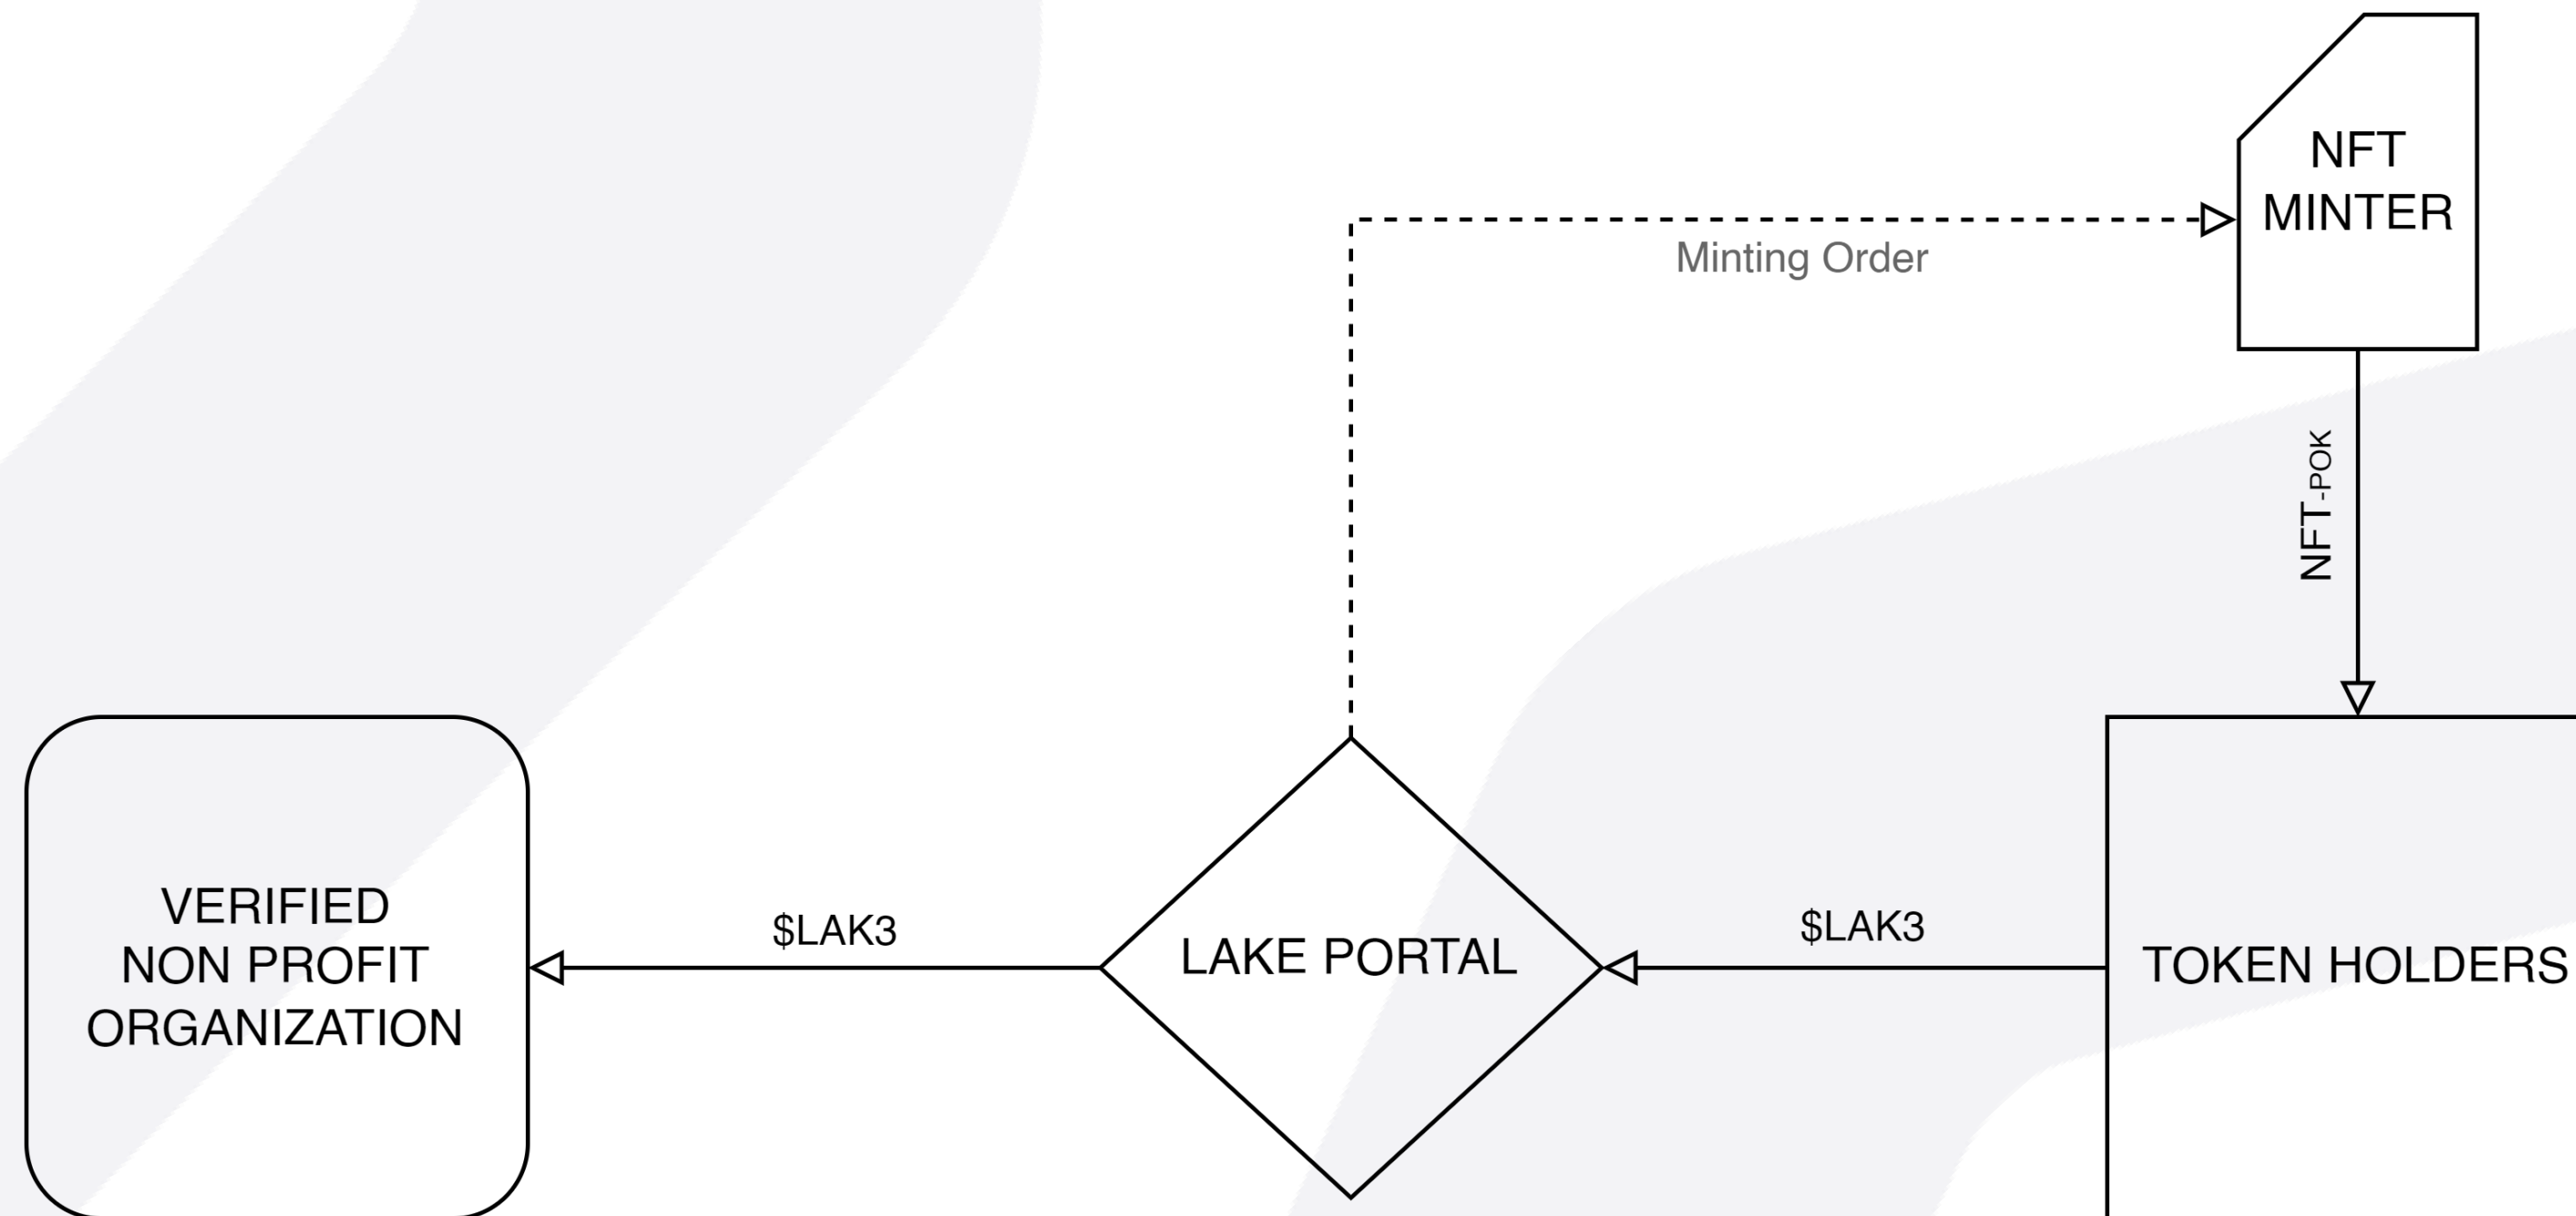 NFT
MINTER
Minting Order
NFT-POK
VERIFIED
NON PROFIT
ORGANIZATION
$LAK3
LAKE PORTAL
$LAK3
TOKEN HOLDERS